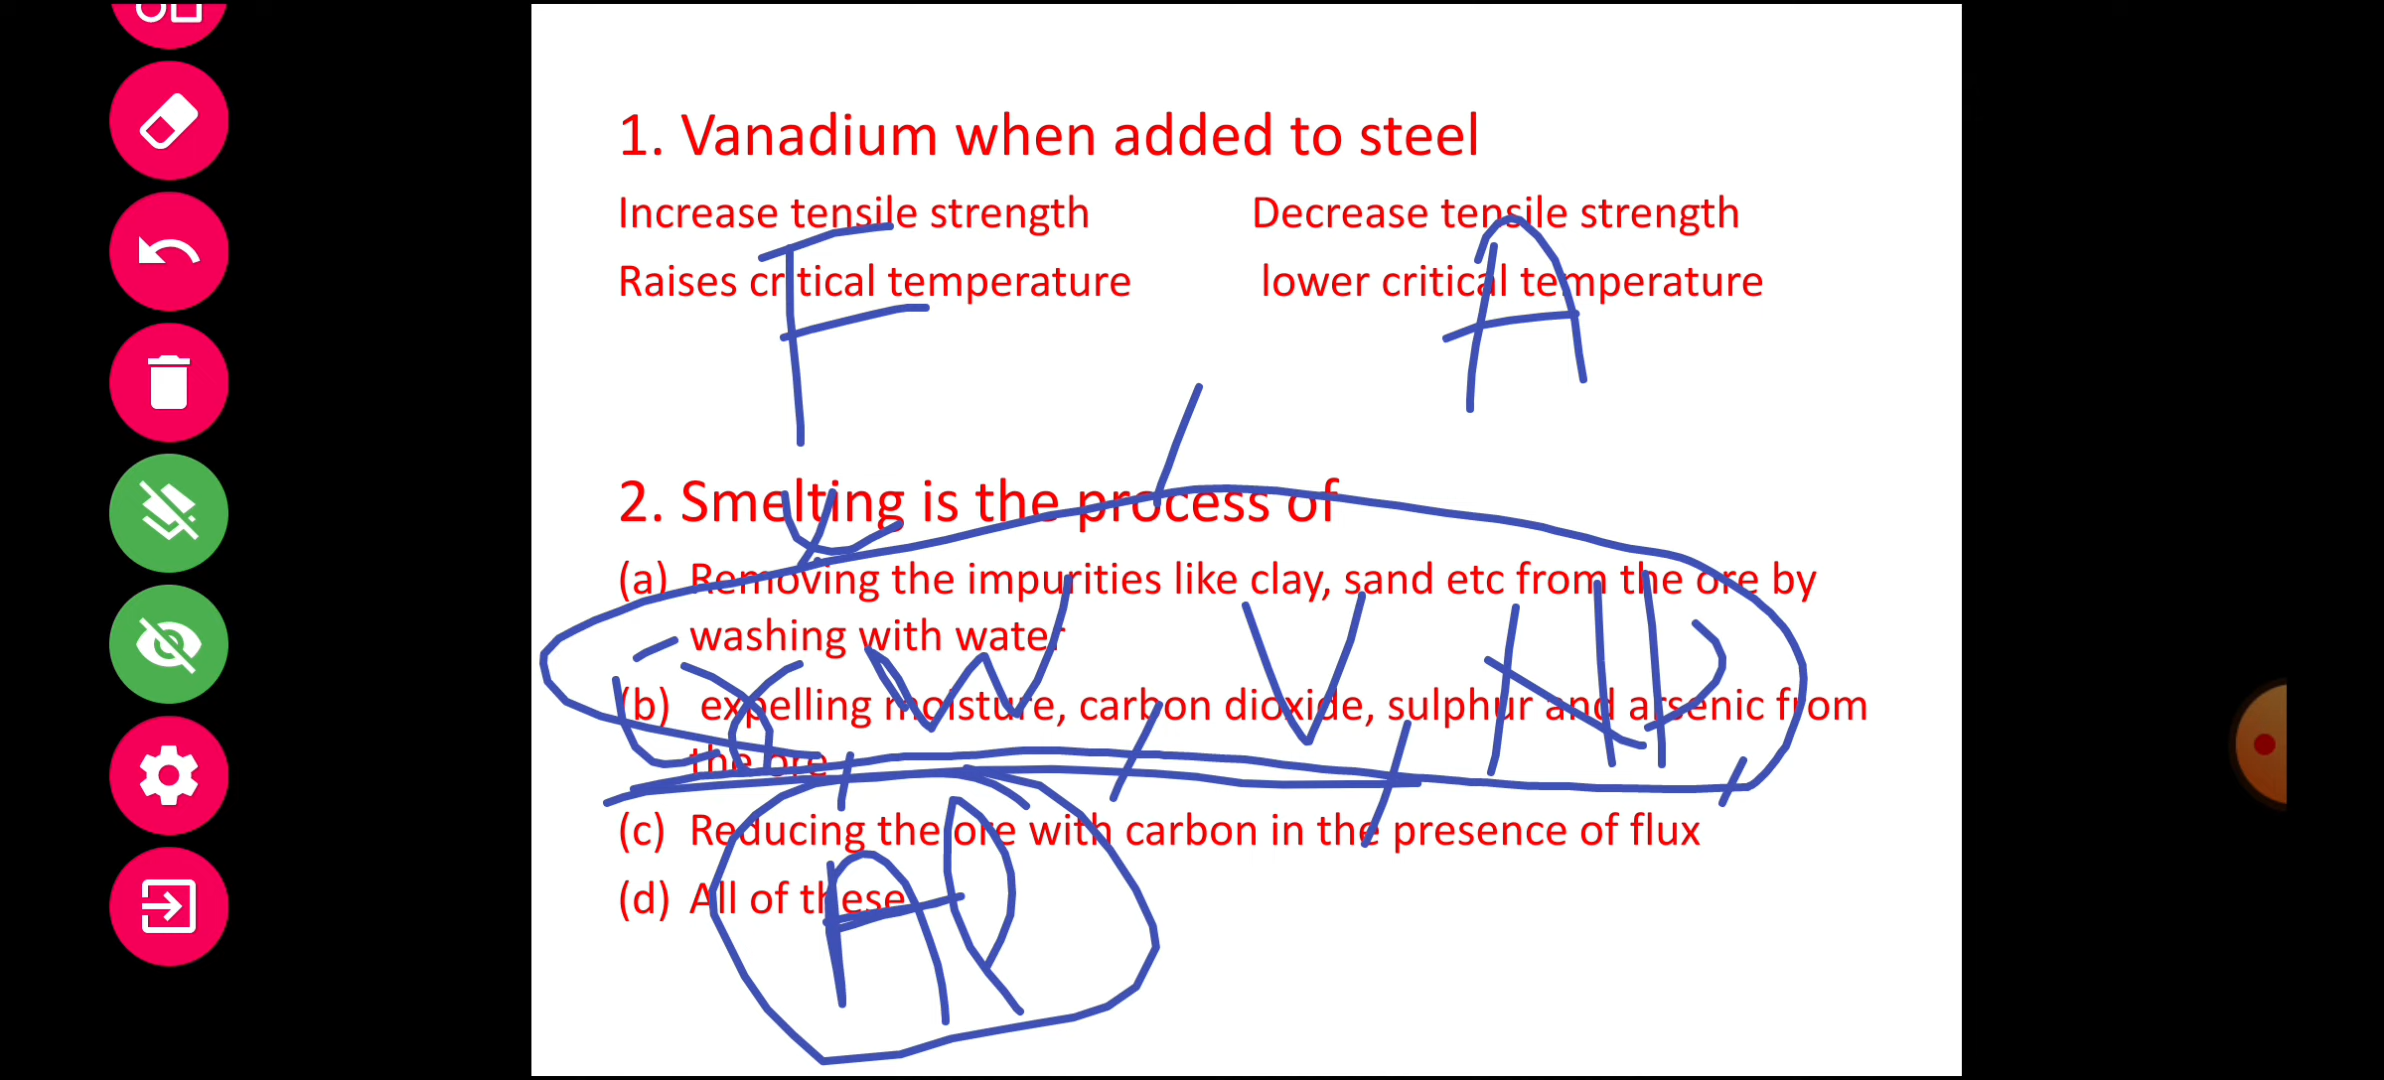 1. Vanadium when added to steel
Increase tensile strength Decrease tensile strength
Raises critical temperature lower critical temperature
F A
2. Smelting is the process of
(a) Removing the impurities like clay, sand etc from the ore by
washing with water
(b) expelling moisture, carbon dioxide, sulphur and arsenic from
the ore
(c) Reducing the ore with carbon in the presence of flux
(d) All of these